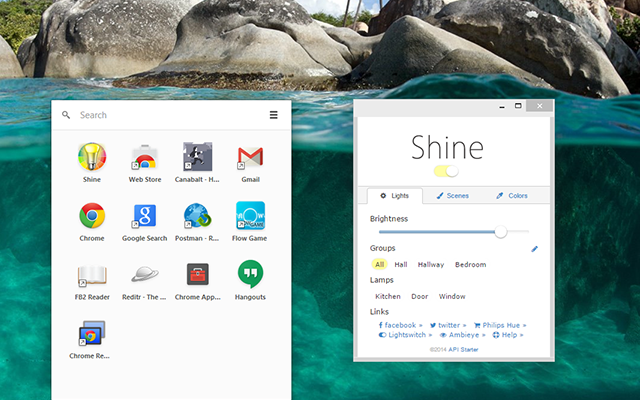 Search
Shine
Web Store
Canabalt - H...
Gmail
Chrome
Google Search
Postman - R...
Flow Game
FB2 Reader
Reditr - The ...
Chrome App...
Hangouts
Chrome Re...
Shine
Lights
Scenes
Colors
Brightness
Groups
All Hall Hallway Bedroom
Lamps
Kitchen Door Window
Links
facebook » twitter » Philips Hue »
Lightswitch » Ambieye » Help »
©2014 API Starter